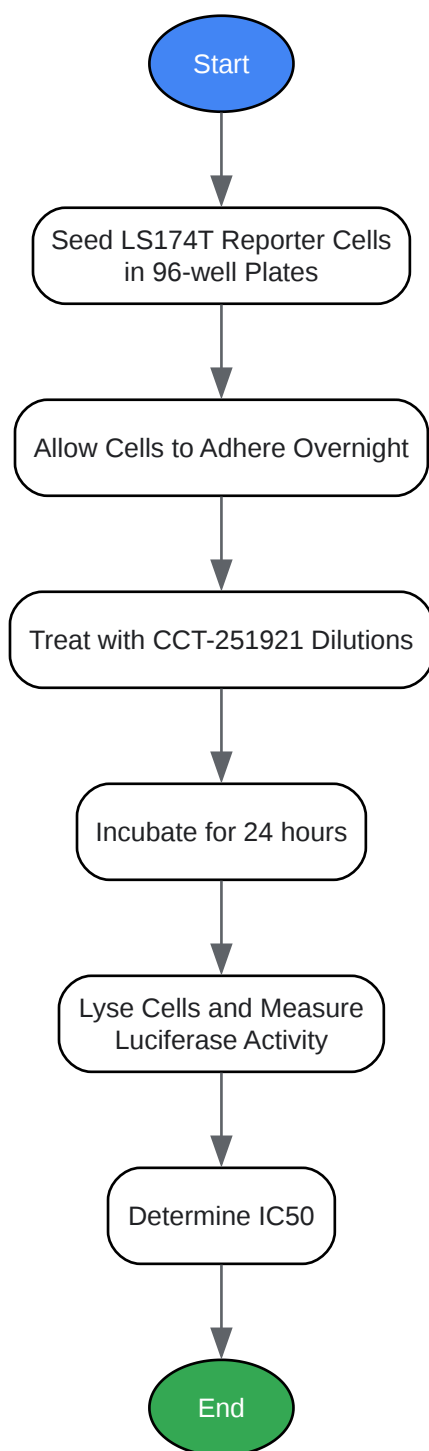 Start
Seed LS174T Reporter Cells
in 96-well Plates
Allow Cells to Adhere Overnight
Treat with CCT-251921 Dilutions
Incubate for 24 hours
Lyse Cells and Measure
Luciferase Activity
Determine IC50
End